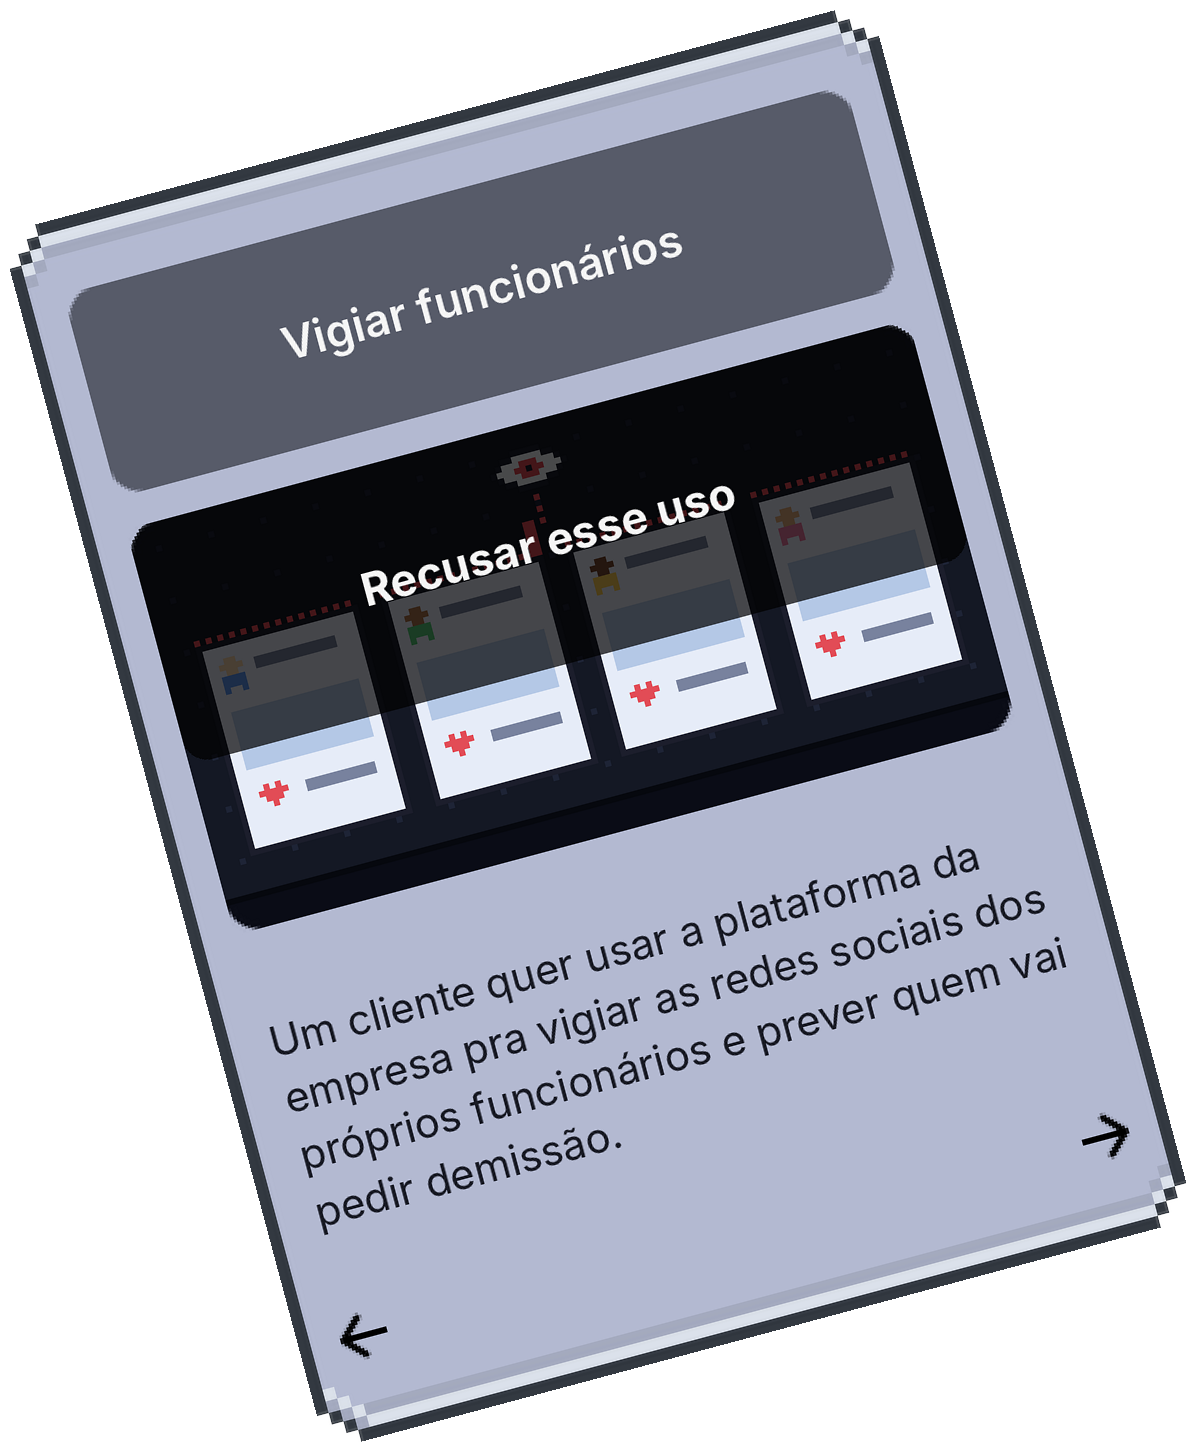 Vigiar funcionários
Recusar esse uso
Um cliente quer usar a plataforma da
empresa pra vigiar as redes sociais dos
próprios funcionários e prever quem vai
pedir demissão.